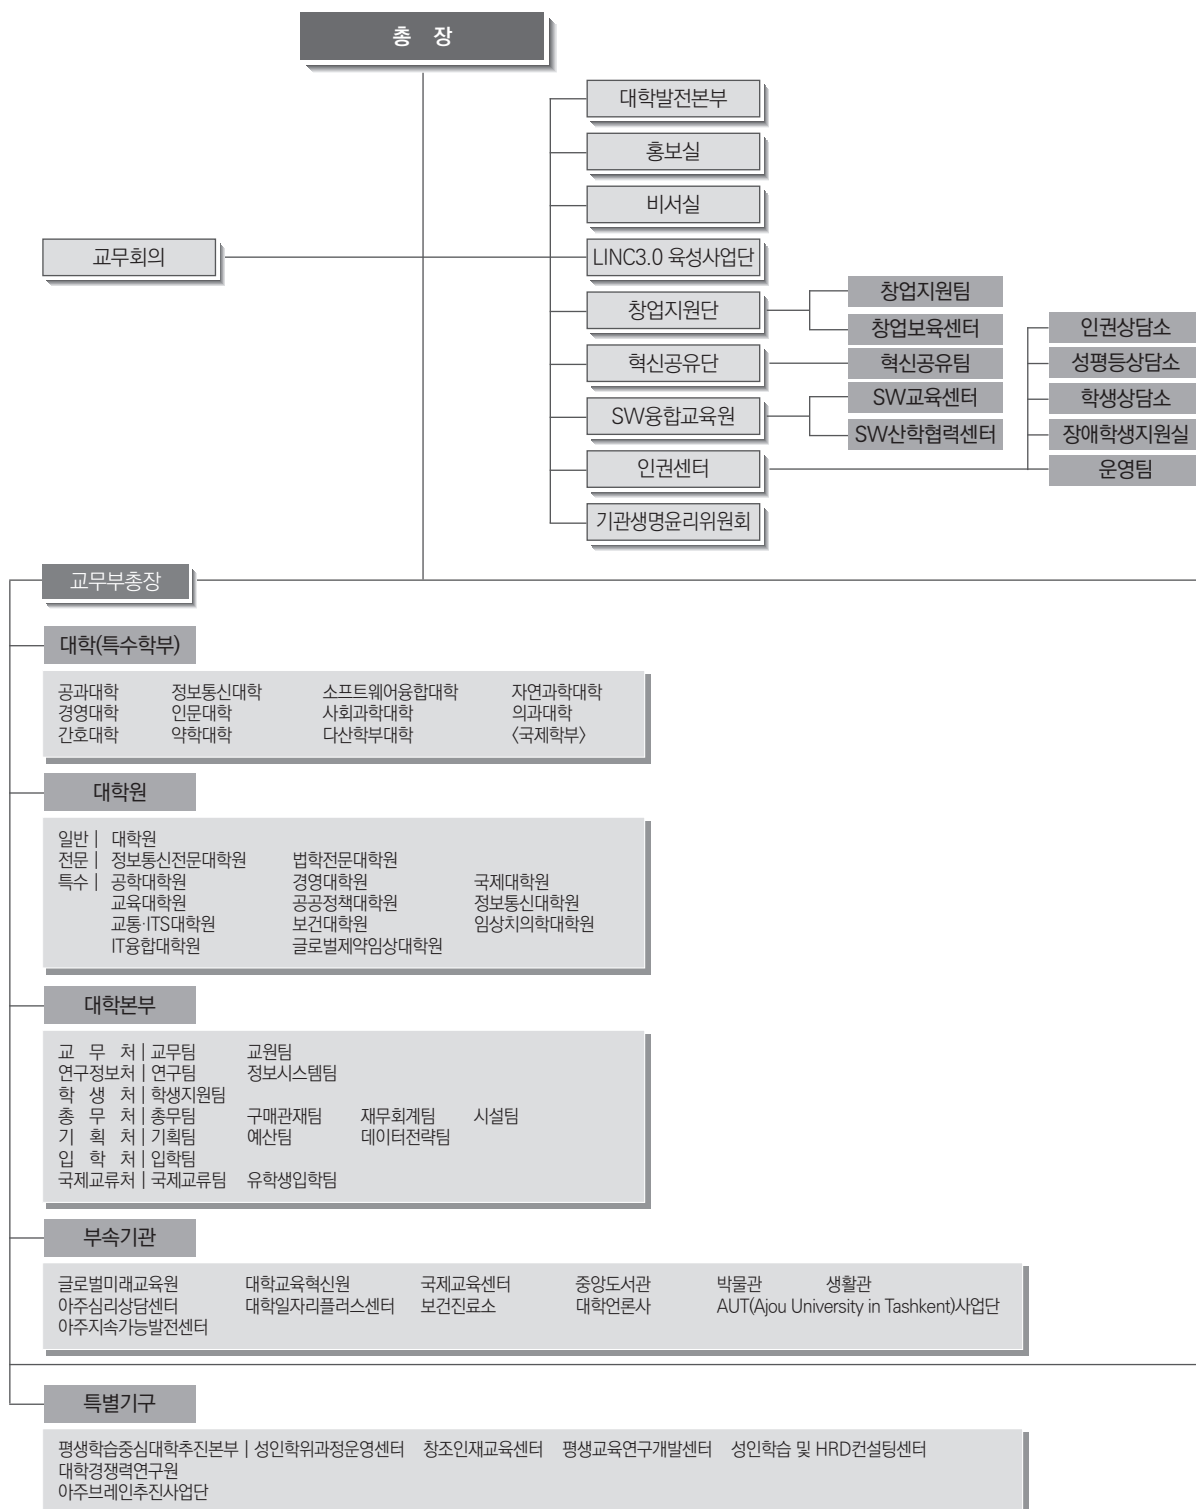 총 장
대학발전본부
홍보실
비서실
교무회의
LINC3.0 육성사업단
창업지원단
창업지원팀
창업보육센터
혁신공유단
혁신공유팀
SW융합교육원
SW교육센터
SW산학협력센터
인권센터
인권상담소
성평등상담소
학생상담소
장애학생지원실
운영팀
기관생명윤리위원회
교무부총장
대학(특수학부)
공과대학 정보통신대학 소프트웨어융합대학 자연과학대학
경영대학 인문대학 사회과학대학 의과대학
간호대학 약학대학 다산학부대학 〈국제학부〉
대학원
일반 | 대학원
전문 | 정보통신전문대학원 법학전문대학원
특수 | 공학대학원 경영대학원 국제대학원
교육대학원 공공정책대학원 정보통신대학원
교통·ITS대학원 보건대학원 임상치의학대학원
IT융합대학원 글로벌제약임상대학원
대학본부
교 무 처 | 교무팀 교원팀
연구정보처 | 연구팀 정보시스템팀
학 생 처 | 학생지원팀
총 무 처 | 총무팀 구매관재팀 재무회계팀 시설팀
기 획 처 | 기획팀 예산팀 데이터전략팀
입 학 처 | 입학팀
국제교류처 | 국제교류팀 유학생입학팀
부속기관
글로벌미래교육원 대학교육혁신원 국제교육센터 중앙도서관 박물관 생활관
아주심리상담센터 대학일자리플러스센터 보건진료소 대학언론사 AUT(Ajou University in Tashkent)사업단
아주지속가능발전센터
특별기구
평생학습중심대학추진본부 | 성인학위과정운영센터 창조인재교육센터 평생교육연구개발센터 성인학습 및 HRD컨설팅센터
대학경쟁력연구원
아주브레인추진사업단